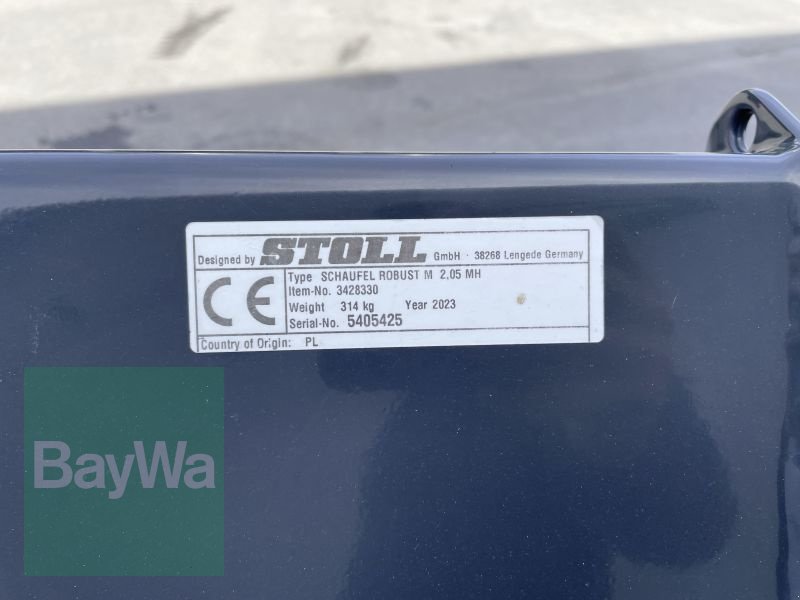 Designed by STOLL GmbH · 38268 Lengede Germany
CE
Type SCHAUFEL ROBUST M 2,05 MH
Item-No. 3428330
Weight 314 kg Year 2023
Serial-No. 5405425
Country of Origin: PL
BayWa